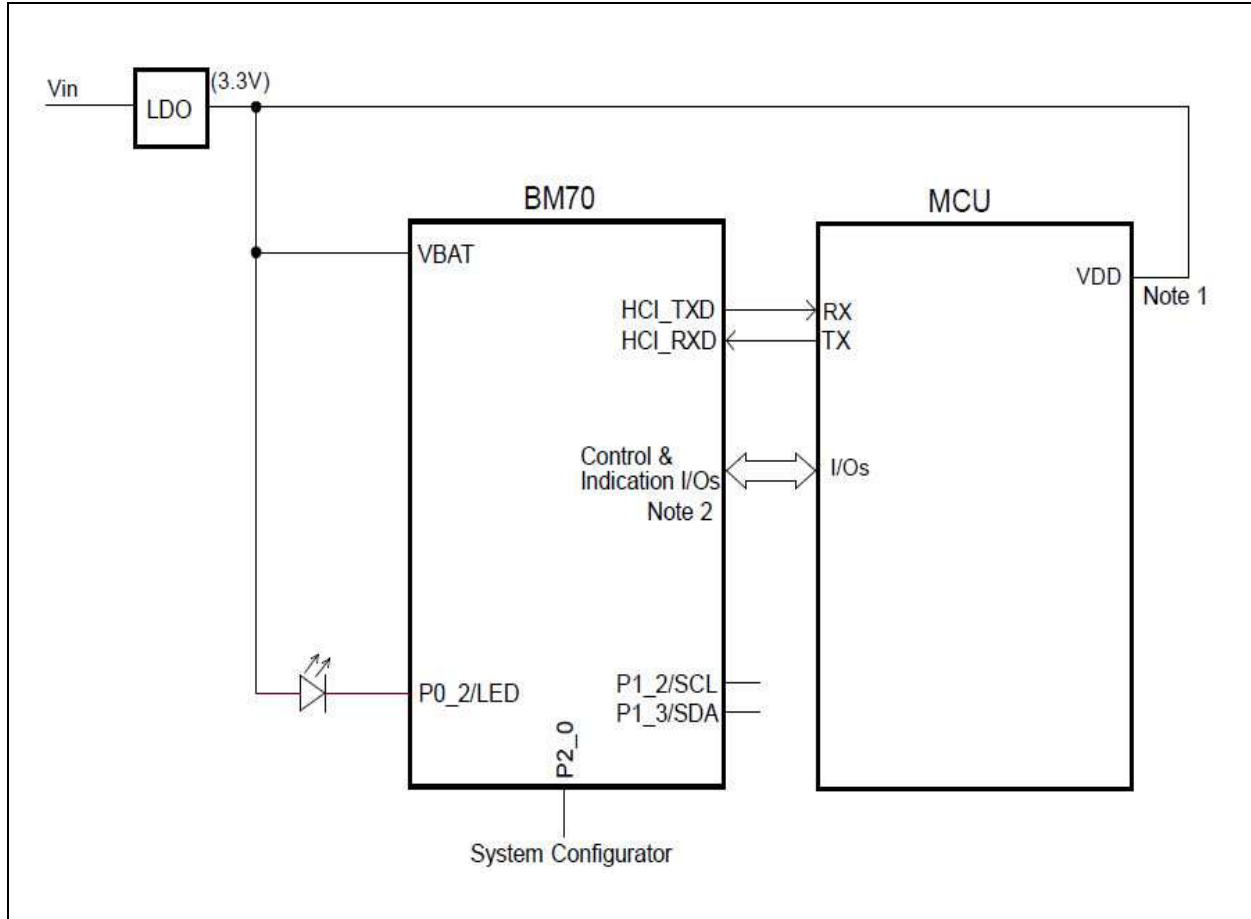 Vin
LDO
(3.3V)
BM70
MCU
VBAT
VDD
Note 1
HCI_TXD
RX
HCI_RXD
TX
Control &
Indication I/Os
Note 2
I/Os
P0_2/LED
P1_2/SCL
P1_3/SDA
P2_0
System Configurator